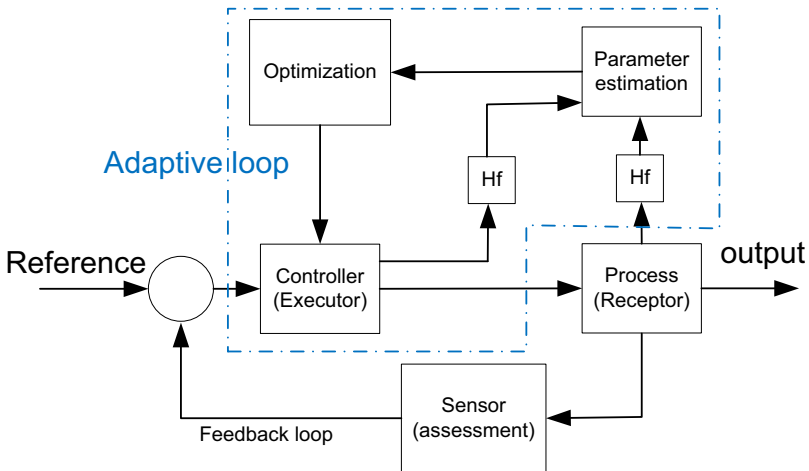 Optimization
Parameter
estimation
Adaptive loop
Hf
Hf
Reference
Controller
(Executor)
Process
(Receptor)
output
Sensor
(assessment)
Feedback loop